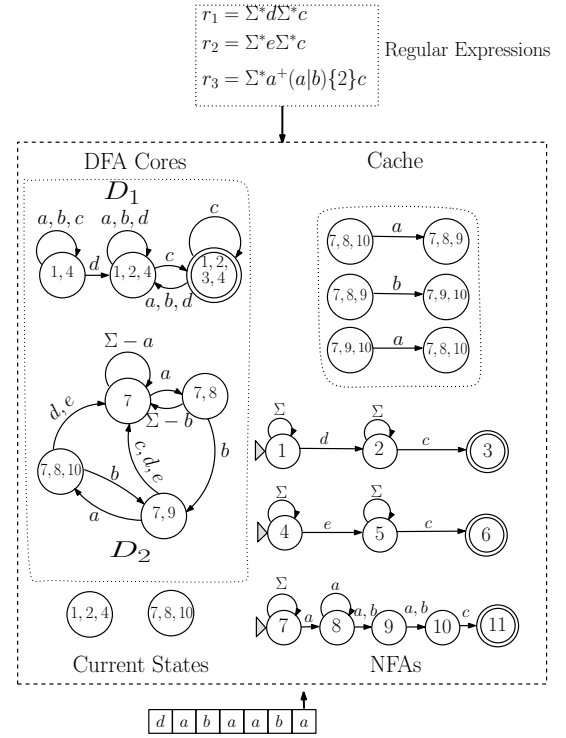 r₁ = Σ*dΣ*c
r₂ = Σ*eΣ*c
r₃ = Σ*a⁺(a|b){2}c
Regular Expressions
DFA Cores
Cache
D₁
a, b, c
a, b, d
c
1, 4
d
1, 2, 4
c
1, 2,
3, 4
a, b, d
7, 8, 10
a
7, 8, 9
7, 8, 9
b
7, 9, 10
7, 9, 10
a
7, 8, 10
Σ − a
7
a
7, 8
Σ − b
d, e
c, d, e
b
7, 8, 10
b
a
7, 9
D₂
Σ
Σ
1
d
2
c
3
Σ
Σ
4
e
5
c
6
Σ
a
7
a
8
a, b
9
a, b
10
c
11
1, 2, 4
7, 8, 10
Current States
NFAs
d a b a a b a